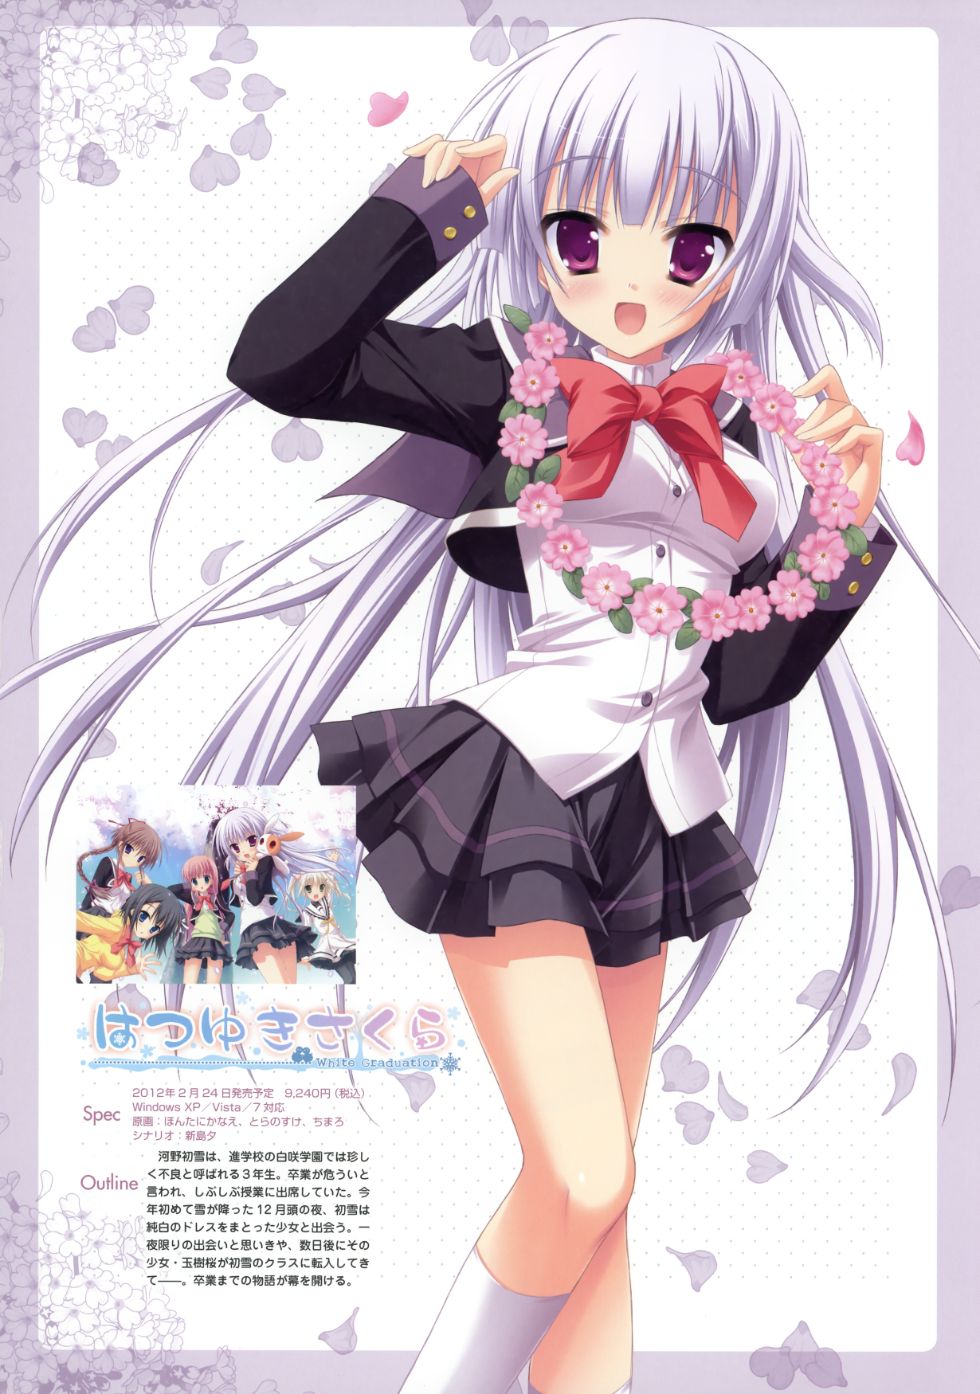 はつゆきさくら
White Graduation
Spec
2012年2月24日発売予定 9,240円（税込）
Windows XP／Vista／7対応
原画：ほんたにかなえ、とらのすけ、ちまろ
シナリオ：新島夕
Outline
河野初雪は、進学校の白咲学園では珍し
く不良と呼ばれる3年生。卒業が危ういと
言われ、しぶしぶ授業に出席していた。今
年初めて雪が降った12月頭の夜、初雪は
純白のドレスをまとった少女と出会う。一
夜限りの出会いと思いきや、数日後にその
少女・玉樹桜が初雪のクラスに転入してき
て――。卒業までの物語が幕を開ける。